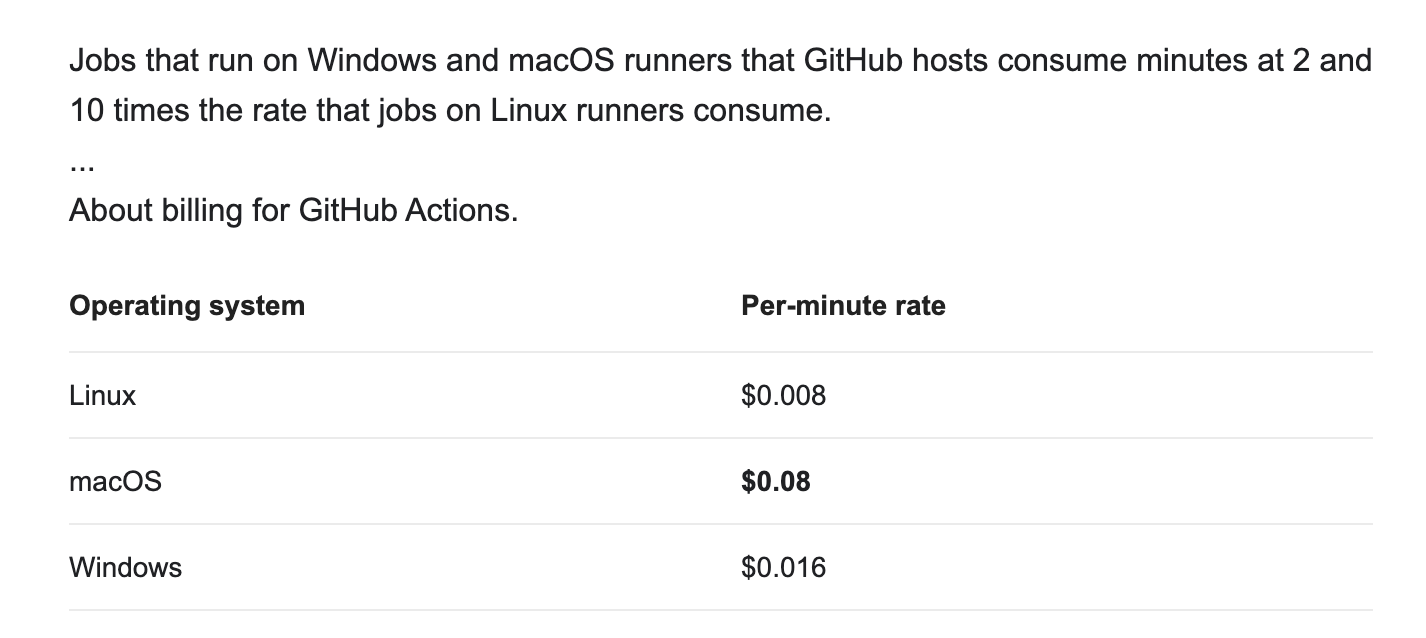 Jobs that run on Windows and macOS runners that GitHub hosts consume minutes at 2 and
10 times the rate that jobs on Linux runners consume.
...
About billing for GitHub Actions.
Operating system Per-minute rate
Linux $0.008
macOS $0.08
Windows $0.016